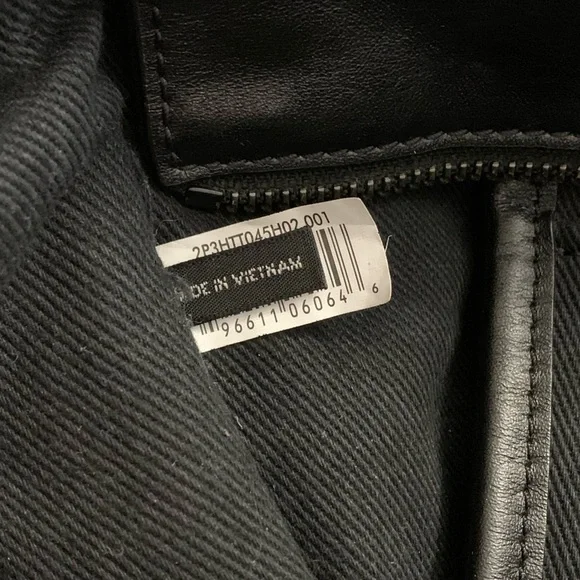 2P3HTT045H02 001
DE IN VIETNAM
96611 06064 6